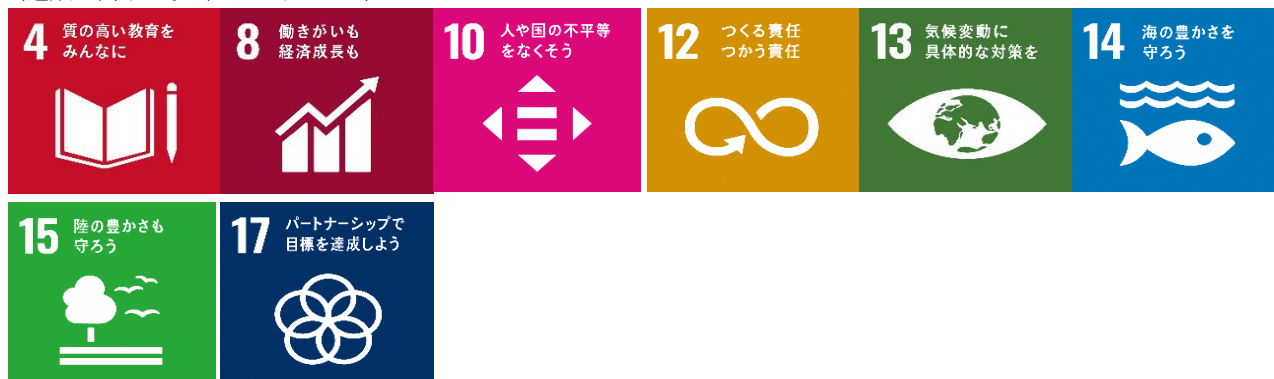 4
質の高い教育を
みんなに
8
働きがいも
経済成長も
10
人や国の不平等
をなくそう
12
つくる責任
つかう責任
13
気候変動に
具体的な対策を
14
海の豊かさを
守ろう
15
陸の豊かさも
守ろう
17
パートナーシップで
目標を達成しよう